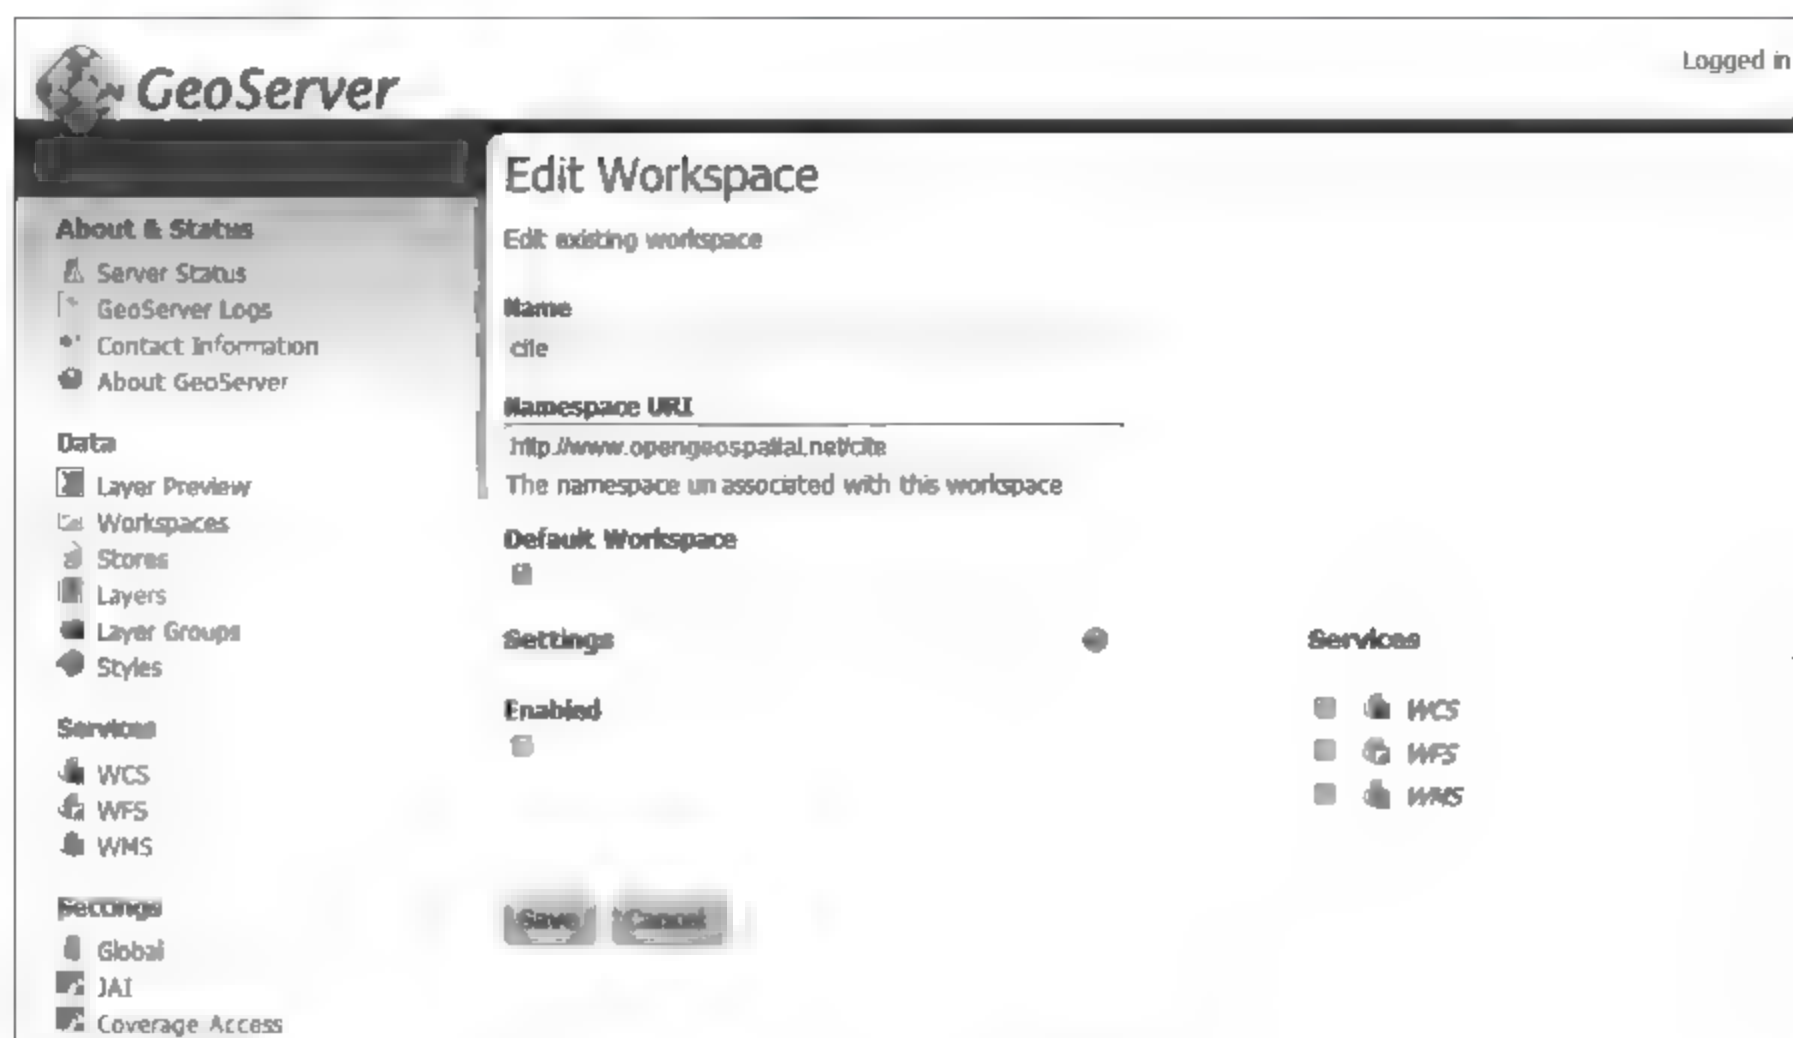 GeoServer
Logged in
Edit Workspace
Edit existing workspace
Name
cite
Namespace URI
http://www.opengeospatial.net/cite
The namespace uri associated with this workspace
Default Workspace
Settings
Enabled
Services
WCS
WFS
WMS
Save Cancel
About & Status
Server Status
GeoServer Logs
Contact Information
About GeoServer
Data
Layer Preview
Workspaces
Stores
Layers
Layer Groups
Styles
Services
WCS
WFS
WMS
Settings
Global
JAI
Coverage Access